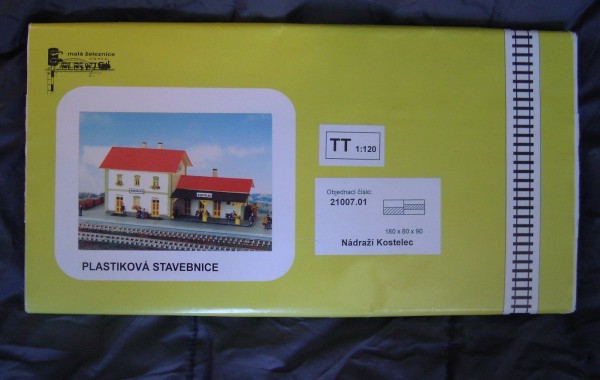 malá železnice
TT 1:120
Objednací číslo:
21007.01
180 x 80 x 90
Nádraží Kostelec
PLASTIKOVÁ STAVEBNICE